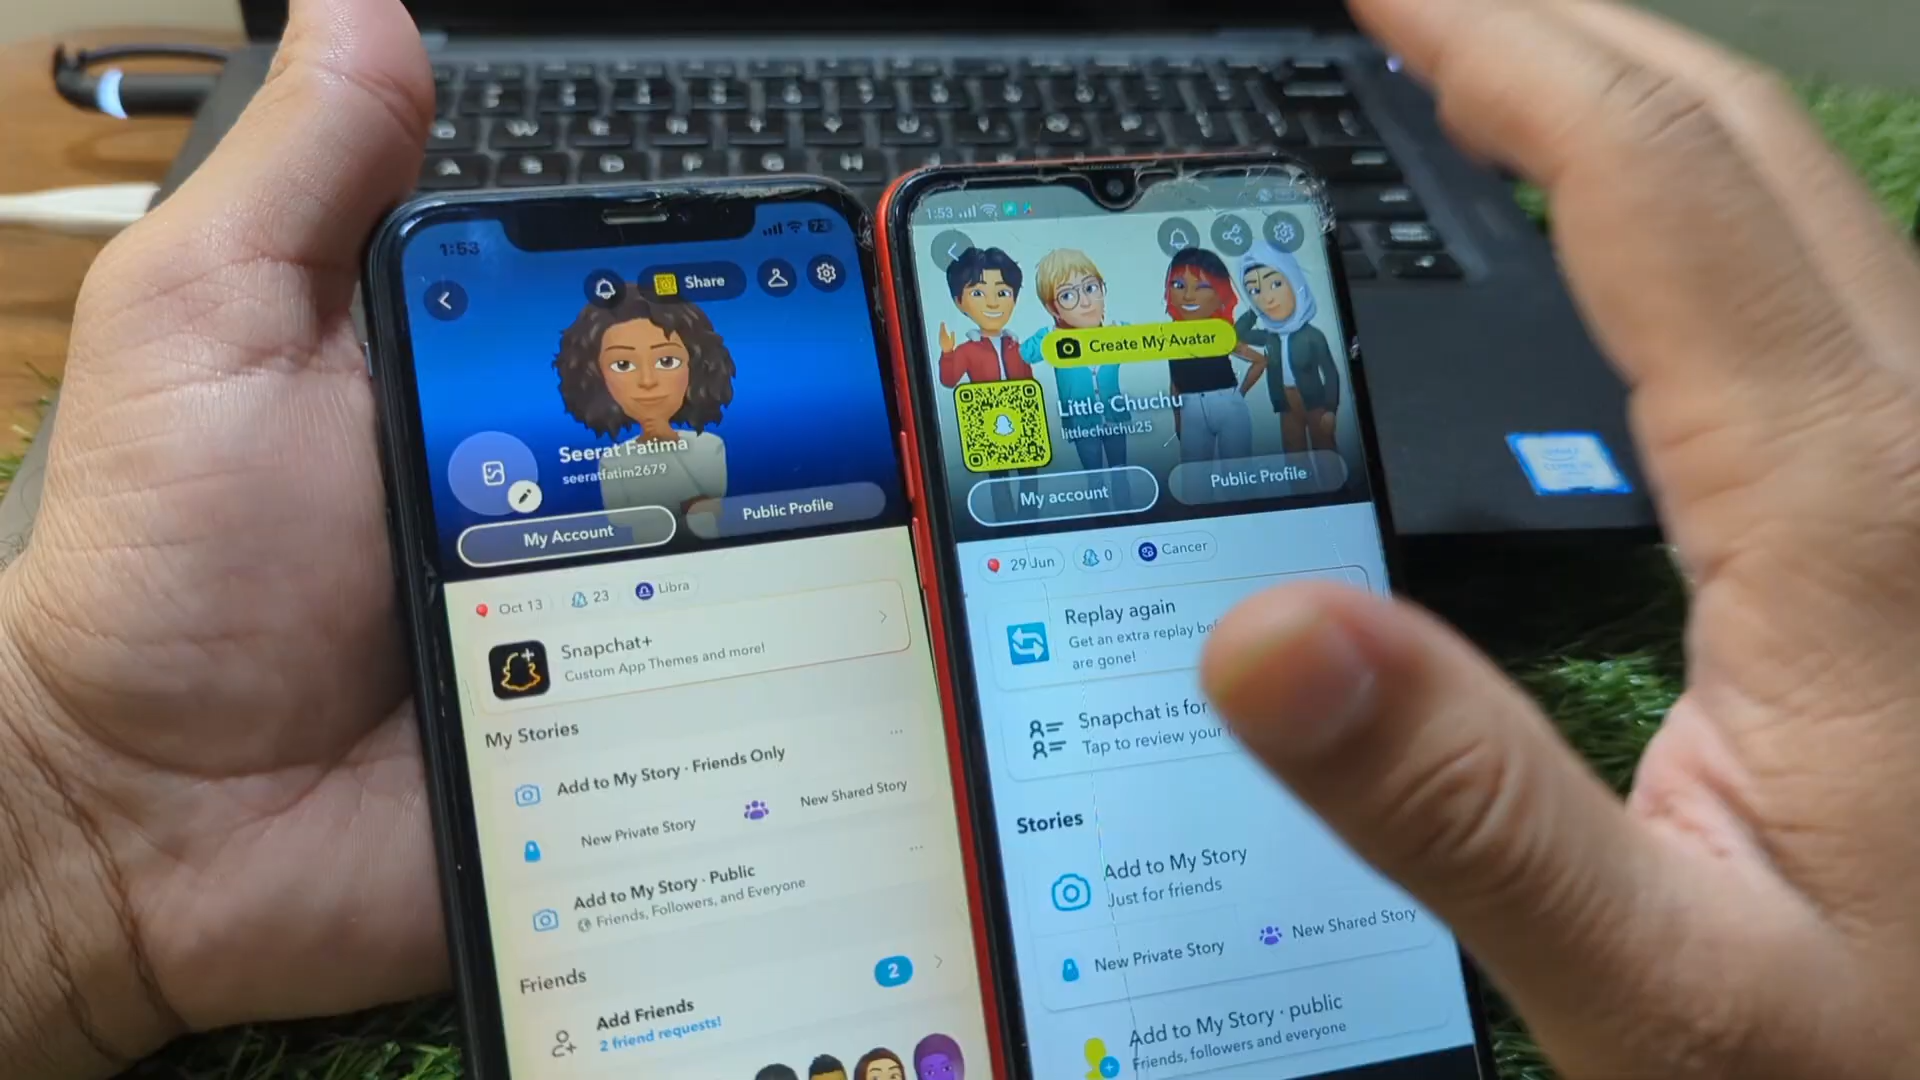 1:53
73
Share
Seerat Fatima
seeratfatim2679
My Account
Public Profile
Oct 13
23
Libra
Snapchat+
Custom App Themes and more!
My Stories
Add to My Story · Friends Only
New Private Story
New Shared Story
Add to My Story · Public
Friends, Followers, and Everyone
Friends
2
Add Friends
2 friend requests!
1:53
Create My Avatar
Little Chuchu
littlechuchu25
My account
Public Profile
29 Jun
0
Cancer
Replay again
Get an extra replay
are gone!
Snapchat is for
Tap to review your
Stories
Add to My Story
Just for friends
New Private Story
New Shared Story
Add to My Story · public
Friends, followers and everyone